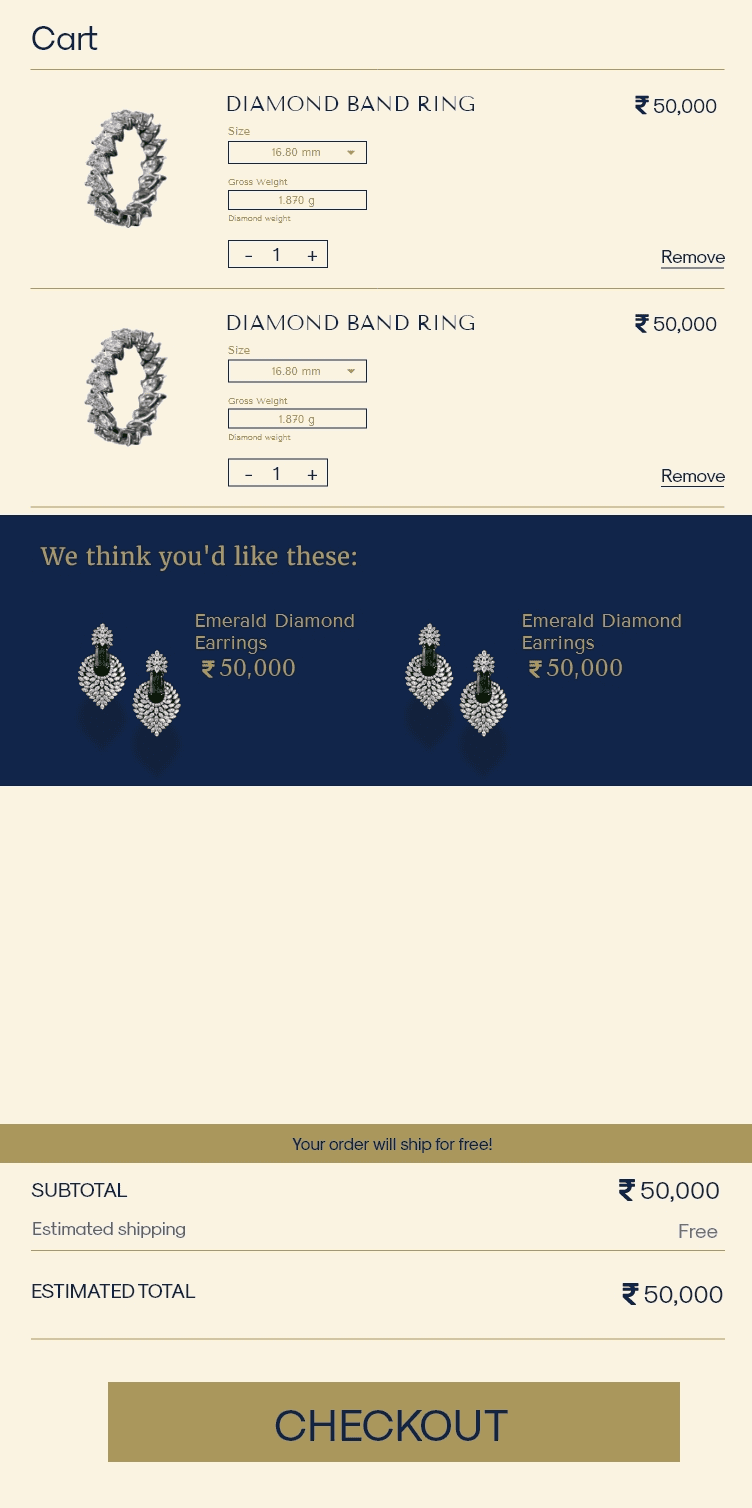 Cart
DIAMOND BAND RING
₹ 50,000
Size
16.80 mm
Gross Weight
1.870 g
Diamond weight
- 1 +
Remove
DIAMOND BAND RING
₹ 50,000
Size
16.80 mm
Gross Weight
1.870 g
Diamond weight
- 1 +
Remove
We think you'd like these:
Emerald Diamond
Earrings
₹ 50,000
Emerald Diamond
Earrings
₹ 50,000
Your order will ship for free!
SUBTOTAL
₹ 50,000
Estimated shipping
Free
ESTIMATED TOTAL
₹ 50,000
CHECKOUT